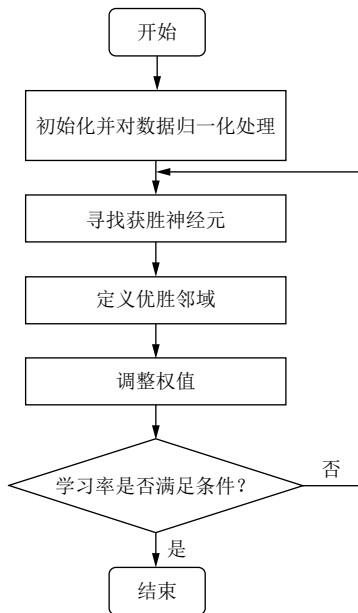 开始
初始化并对数据归一化处理
寻找获胜神经元
定义优胜邻域
调整权值
学习率是否满足条件?
否
是
结束